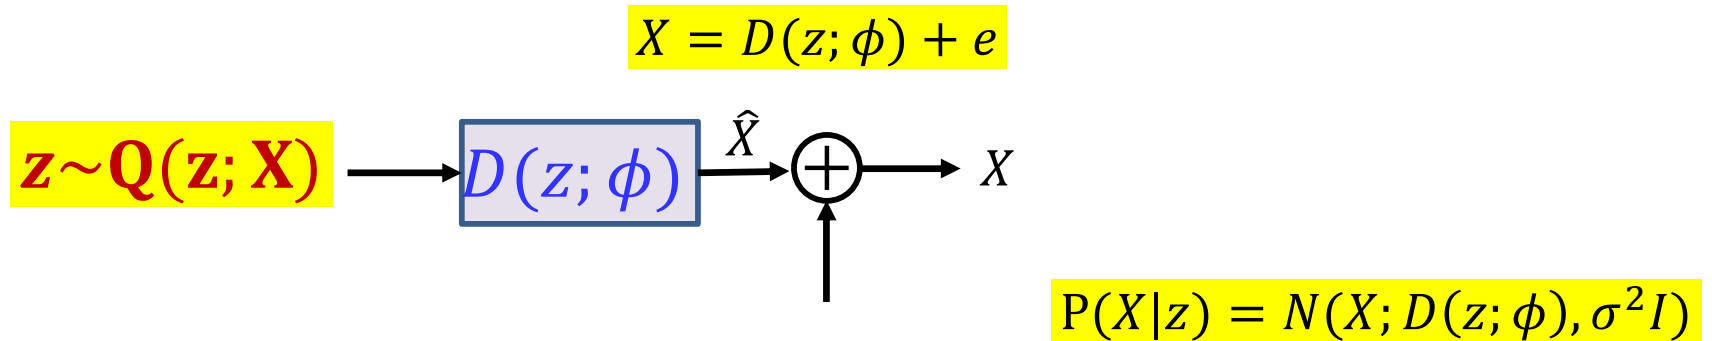 X = D(z; ϕ) + e
z~Q(z; X)
D(z; ϕ)
X̂
X
P(X|z) = N(X; D(z; ϕ), σ²I)